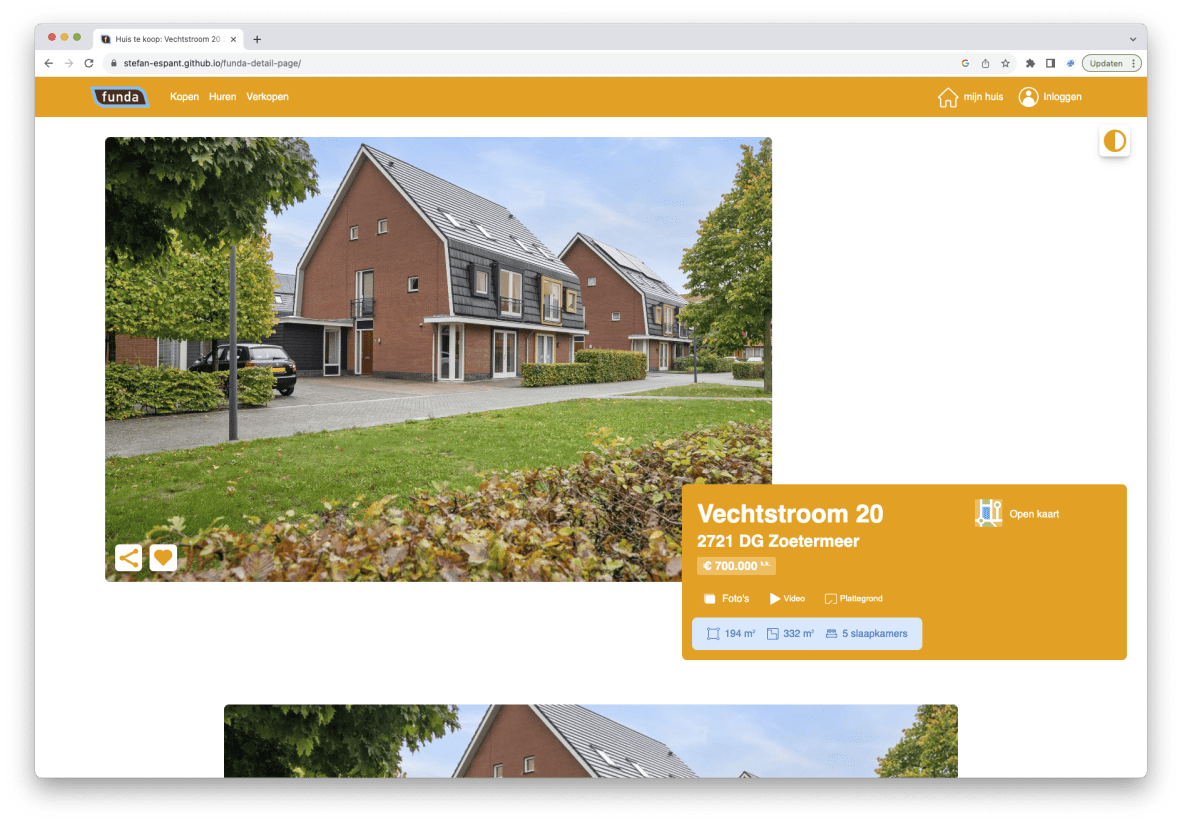 Huis te koop: Vechtstroom 20
stefan-espant.github.io/funda-detail-page/
Updaten
funda
Kopen Huren Verkopen
mijn huis
Inloggen
Vechtstroom 20
Open kaart
2721 DG Zoetermeer
€ 700.000 k.k.
Foto's Video Plattegrond
194 m² 332 m² 5 slaapkamers